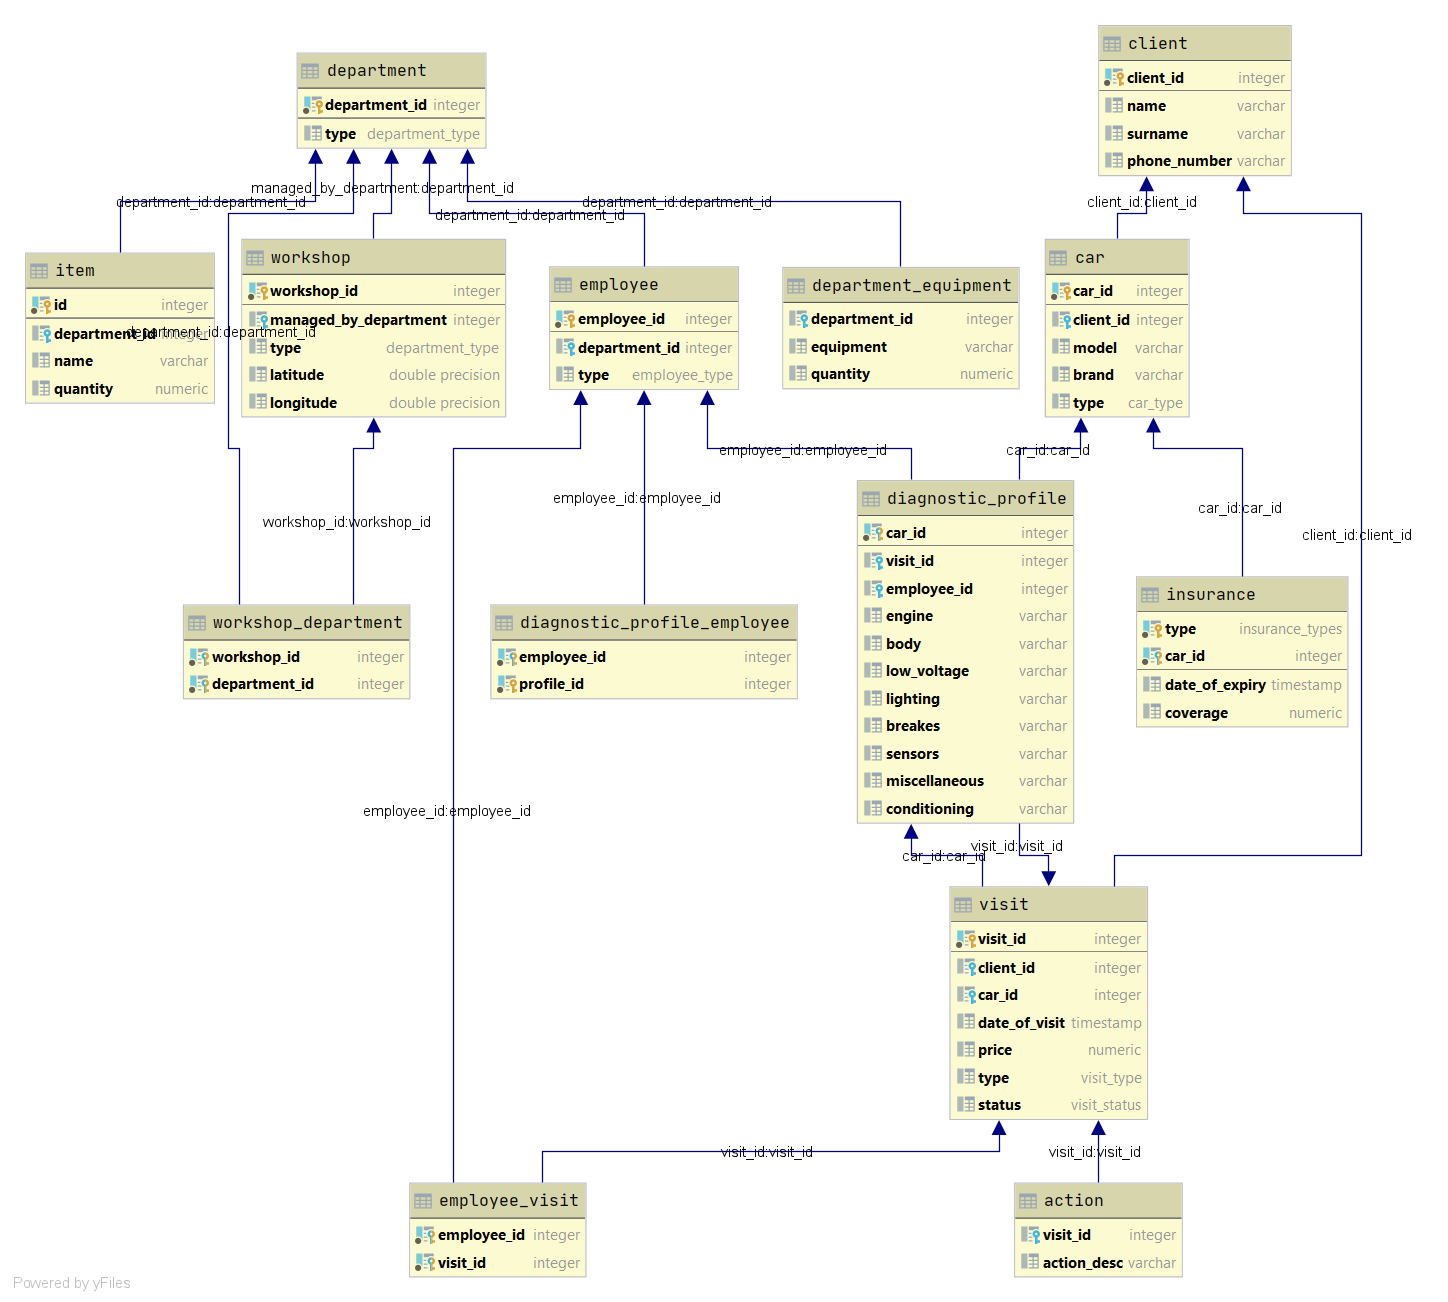 client
client_id integer
name varchar
surname varchar
phone_number varchar
department
department_id integer
type department_type
managed_by_department:department_id
department_id:department_id
department_id:department_id
department_id:department_id
client_id:client_id
item
id integer
department_id integer
name varchar
quantity numeric
department_id:department_id
workshop
workshop_id integer
managed_by_department integer
type department_type
latitude double precision
longitude double precision
employee
employee_id integer
department_id integer
type employee_type
department_equipment
department_id integer
equipment varchar
quantity numeric
car
car_id integer
client_id integer
model varchar
brand varchar
type car_type
employee_id:employee_id
car_id:car_id
employee_id:employee_id
workshop_id:workshop_id
car_id:car_id
client_id:client_id
diagnostic_profile
car_id integer
visit_id integer
employee_id integer
engine varchar
body varchar
low_voltage varchar
lighting varchar
breakes varchar
sensors varchar
miscellaneous varchar
conditioning varchar
insurance
type insurance_types
car_id integer
date_of_expiry timestamp
coverage numeric
workshop_department
workshop_id integer
department_id integer
diagnostic_profile_employee
employee_id integer
profile_id integer
employee_id:employee_id
visit_id:visit_id
car_id:car_id
visit
visit_id integer
client_id integer
car_id integer
date_of_visit timestamp
price numeric
type visit_type
status visit_status
visit_id:visit_id
visit_id:visit_id
employee_visit
employee_id integer
visit_id integer
action
visit_id integer
action_desc varchar
Powered by yFiles